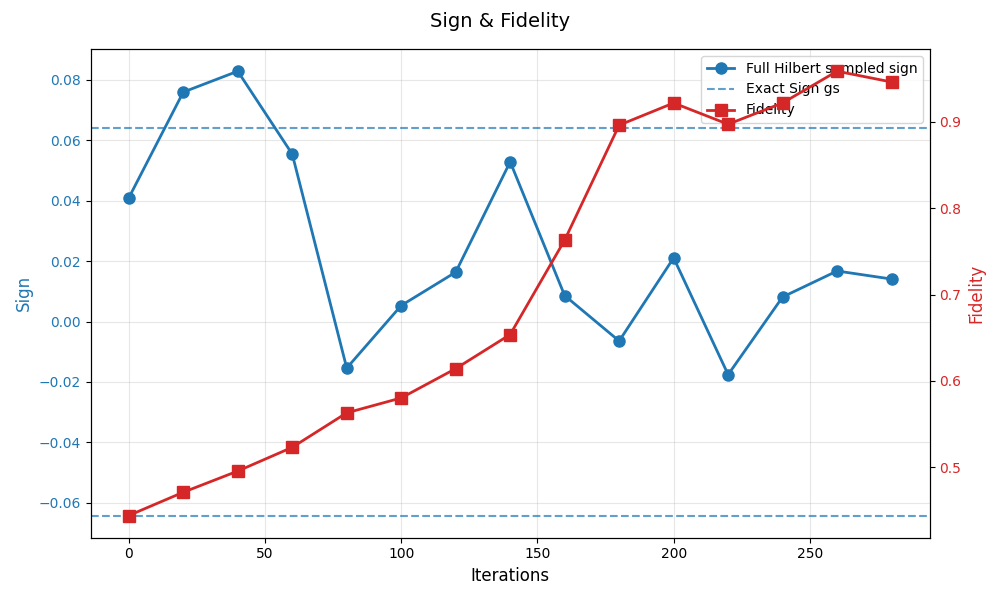 Sign & Fidelity
Full Hilbert sampled sign
Exact Sign gs
Fidelity
0.08
0.06
0.04
0.02
0.00
−0.02
−0.04
−0.06
Sign
0.9
0.8
0.7
0.6
0.5
Fidelity
0
50
100
150
200
250
Iterations